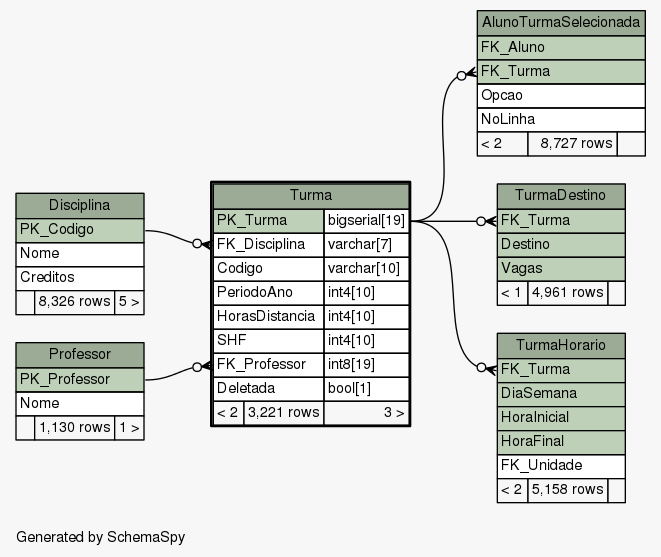 AlunoTurmaSelecionada
FK_Aluno
FK_Turma
Opcao
NoLinha
< 2 8,727 rows
Disciplina
PK_Codigo
Nome
Creditos
8,326 rows 5 >
Professor
PK_Professor
Nome
1,130 rows 1 >
Turma
PK_Turma bigserial[19]
FK_Disciplina varchar[7]
Codigo varchar[10]
PeriodoAno int4[10]
HorasDistancia int4[10]
SHF int4[10]
FK_Professor int8[19]
Deletada bool[1]
< 2 3,221 rows 3 >
TurmaDestino
FK_Turma
Destino
Vagas
< 1 4,961 rows
TurmaHorario
FK_Turma
DiaSemana
HoraInicial
HoraFinal
FK_Unidade
< 2 5,158 rows
Generated by SchemaSpy